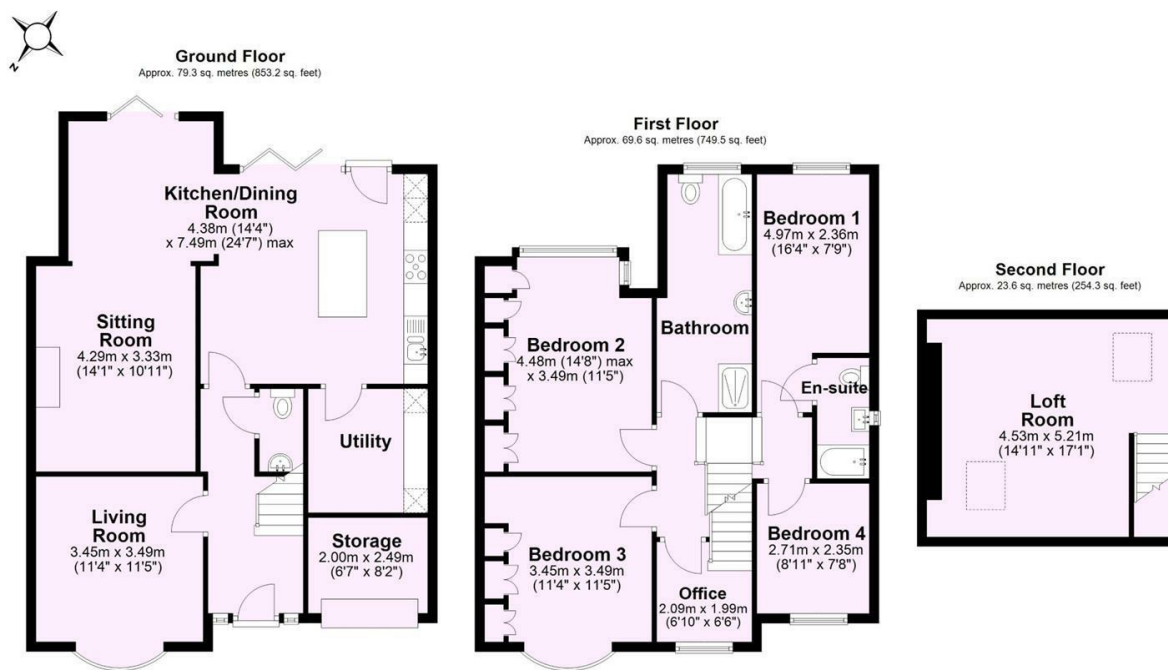 N
Ground Floor
Approx. 79.3 sq. metres (853.2 sq. feet)
Kitchen/Dining
Room
4.38m (14'4")
x 7.49m (24'7") max
Sitting
Room
4.29m x 3.33m
(14'1" x 10'11")
Utility
Living
Room
3.45m x 3.49m
(11'4" x 11'5")
Storage
2.00m x 2.49m
(6'7" x 8'2")
First Floor
Approx. 69.6 sq. metres (749.5 sq. feet)
Bedroom 1
4.97m x 2.36m
(16'4" x 7'9")
Bathroom
Bedroom 2
4.48m (14'8") max
x 3.49m (11'5")
En-suite
Bedroom 3
3.45m x 3.49m
(11'4" x 11'5")
Bedroom 4
2.71m x 2.35m
(8'11" x 7'8")
Office
2.09m x 1.99m
(6'10" x 6'6")
Second Floor
Approx. 23.6 sq. metres (254.3 sq. feet)
Loft
Room
4.53m x 5.21m
(14'11" x 17'1")